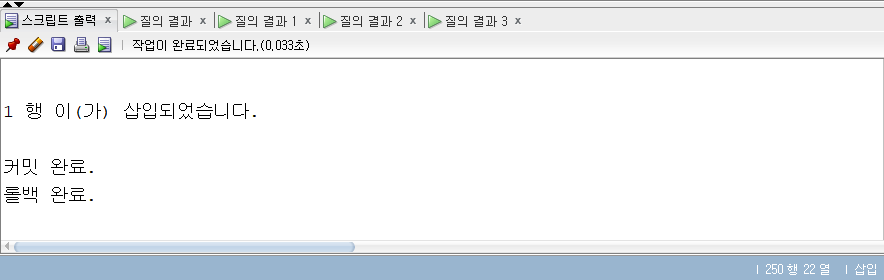 스크립트 출력 x 질의 결과 x 질의 결과 1 x 질의 결과 2 x 질의 결과 3 x
작업이 완료되었습니다.(0,033초)
1 행 이(가) 삽입되었습니다.
커밋 완료.
롤백 완료.
250 행 22 열 삽입